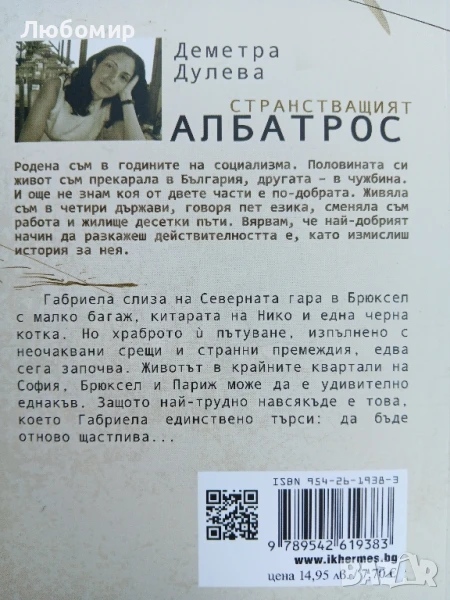 Любомир
Деметра
Дулева
СТРАНСТВАЩИЯТ
АЛБАТРОС
Родена съм в годините на социализма. Половината си
живот съм прекарала в България, другата – в чужбина.
И още не знам коя от двете части е по-добрата. Живяла
съм в четири държави, говоря пет езика, сменяла съм
работа и жилище десетки пъти. Вярвам, че най-добрият
начин да разкажеш действителността е, като измислиш
история за нея.
Габриела слиза на Северната гара в Брюксел
с малко багаж, китарата на Нико и една черна
котка. Но храброто ѝ пътуване, изпълнено с
неочаквани срещи и странни премеждия, едва
сега започва. Животът в крайните квартали на
София, Брюксел и Париж може да е удивително
еднакъв. Защото най-трудно навсякъде е това,
което Габриела единствено търси: да бъде
отново щастлива...
ISBN 954-26-1938-3
9 789542 619383
www.ikhermes.bg
цена 14,95 лв. /7,70 €
BAZAR